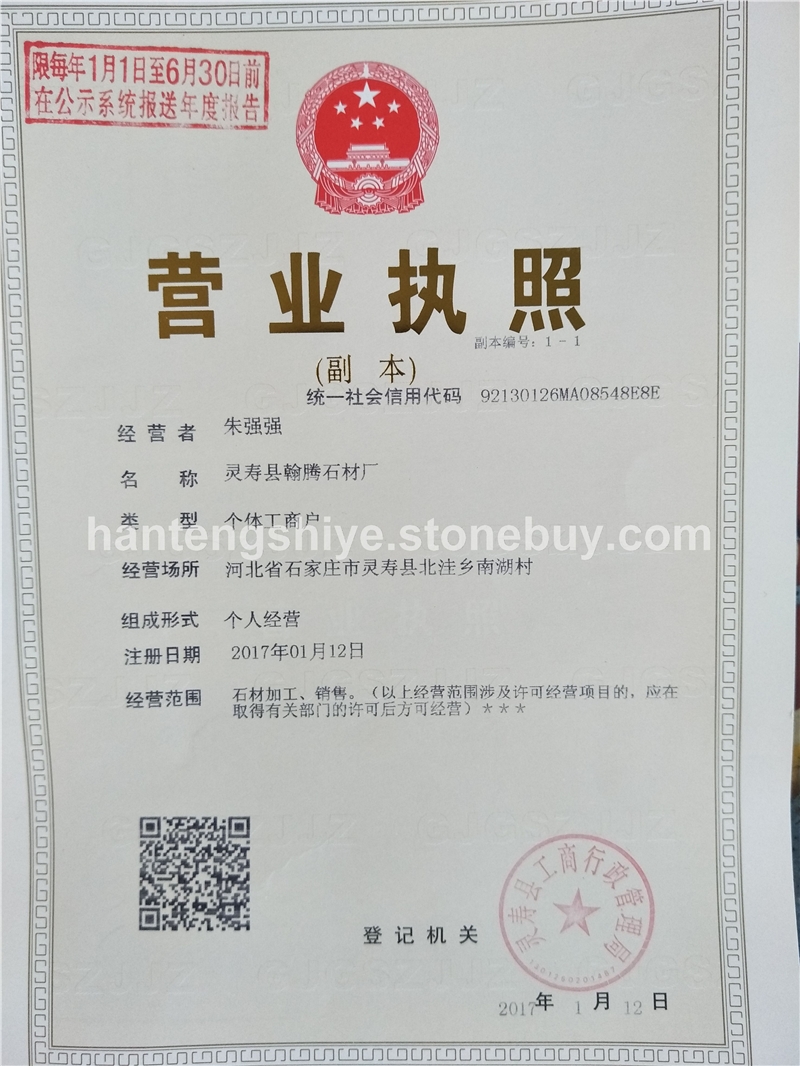 限每年1月1日至6月30日前
在公示系统报送年度报告
营业执照
副本编号：1-1
(副 本)
统一社会信用代码 92130126MA08548E8E
经营者 朱强强
名称 灵寿县翰腾石材厂
类型 个体工商户
hantengshiye.stonebuy.com
经营场所 河北省石家庄市灵寿县北洼乡南湖村
组成形式 个人经营
注册日期 2017年01月12日
经营范围 石材加工、销售。（以上经营范围涉及许可经营项目的，应在
取得有关部门的许可后方可经营）***
灵寿县工商行政管理局
登记机关
2017年 1月 12日